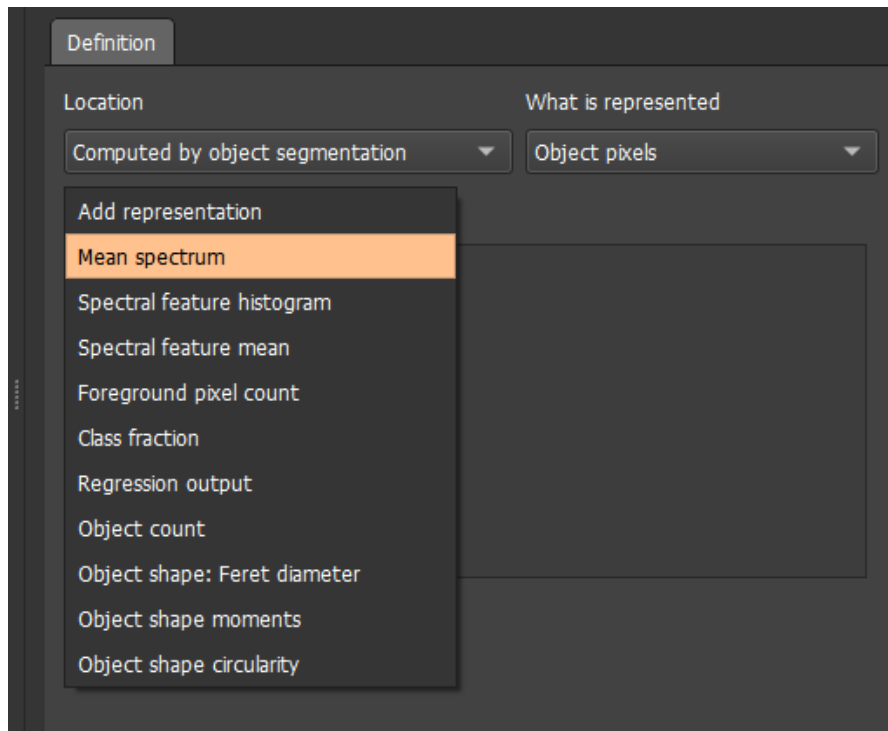 Definition
Location
What is represented
Computed by object segmentation
Object pixels
Add representation
Mean spectrum
Spectral feature histogram
Spectral feature mean
Foreground pixel count
Class fraction
Regression output
Object count
Object shape: Feret diameter
Object shape moments
Object shape circularity